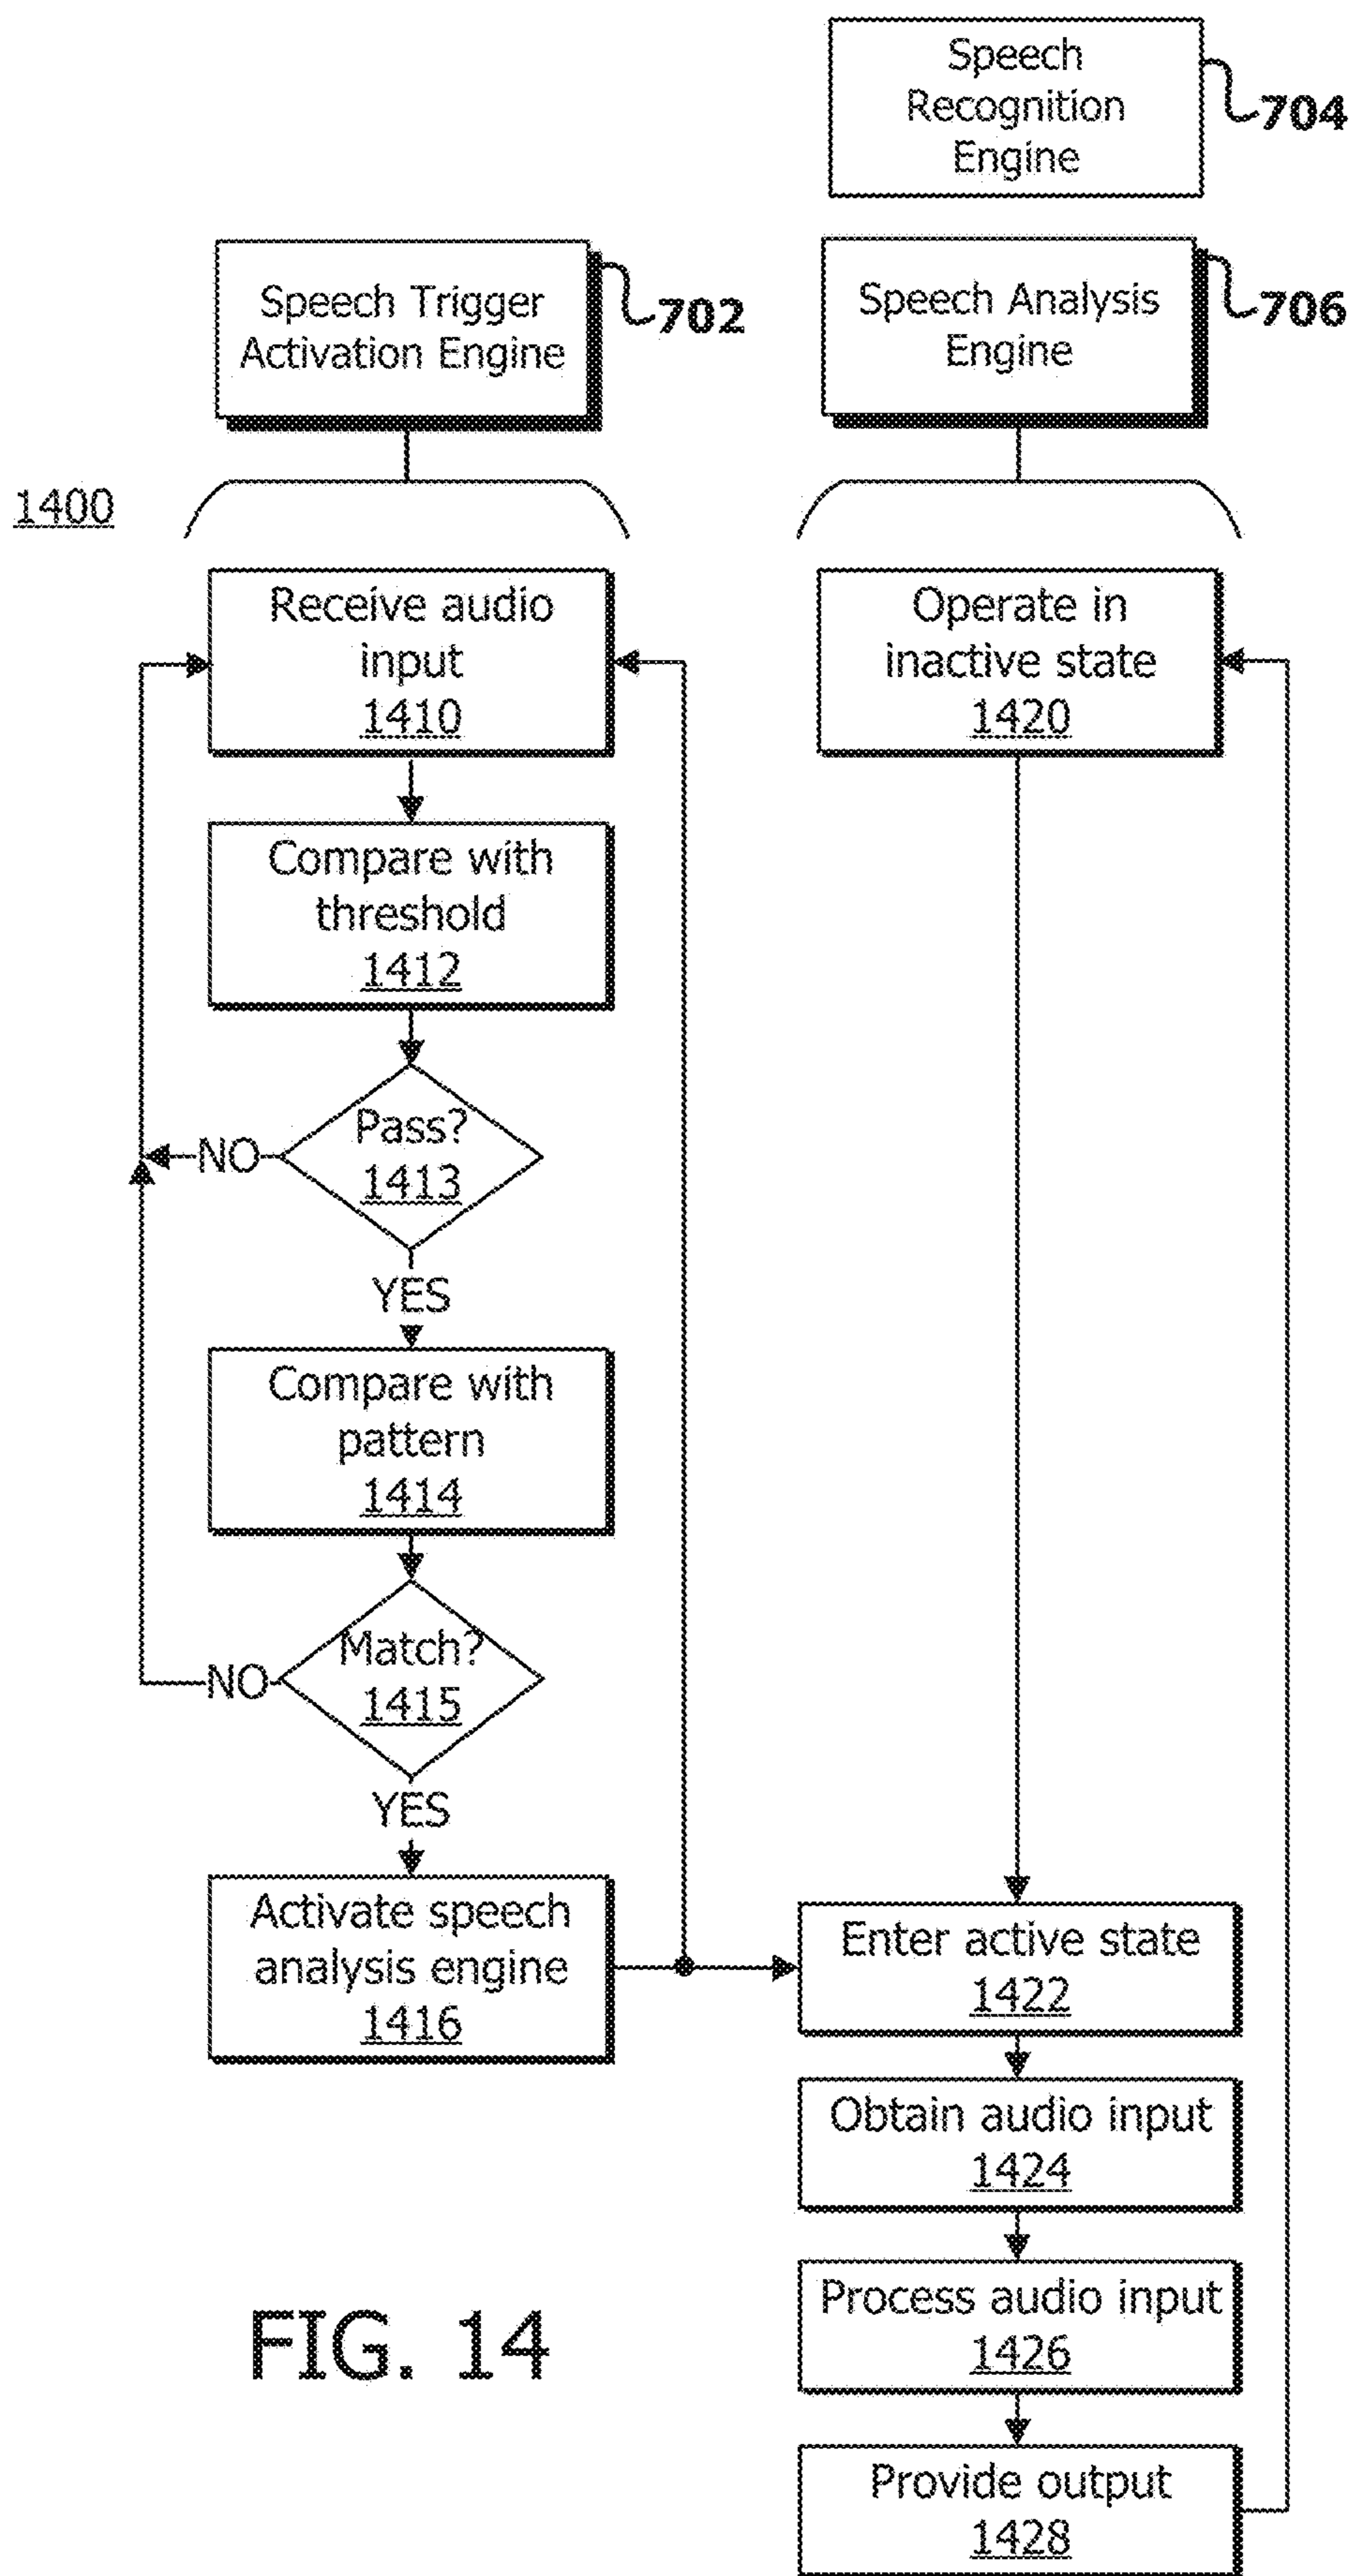 Speech
Recognition
Engine
704
Speech Trigger
Activation Engine
702
Speech Analysis
Engine
706
1400
Receive audio
input
1410
Compare with
threshold
1412
Pass?
1413
NO
YES
Compare with
pattern
1414
Match?
1415
NO
YES
Activate speech
analysis engine
1416
Operate in
inactive state
1420
Enter active state
1422
Obtain audio input
1424
Process audio input
1426
Provide output
1428
FIG. 14